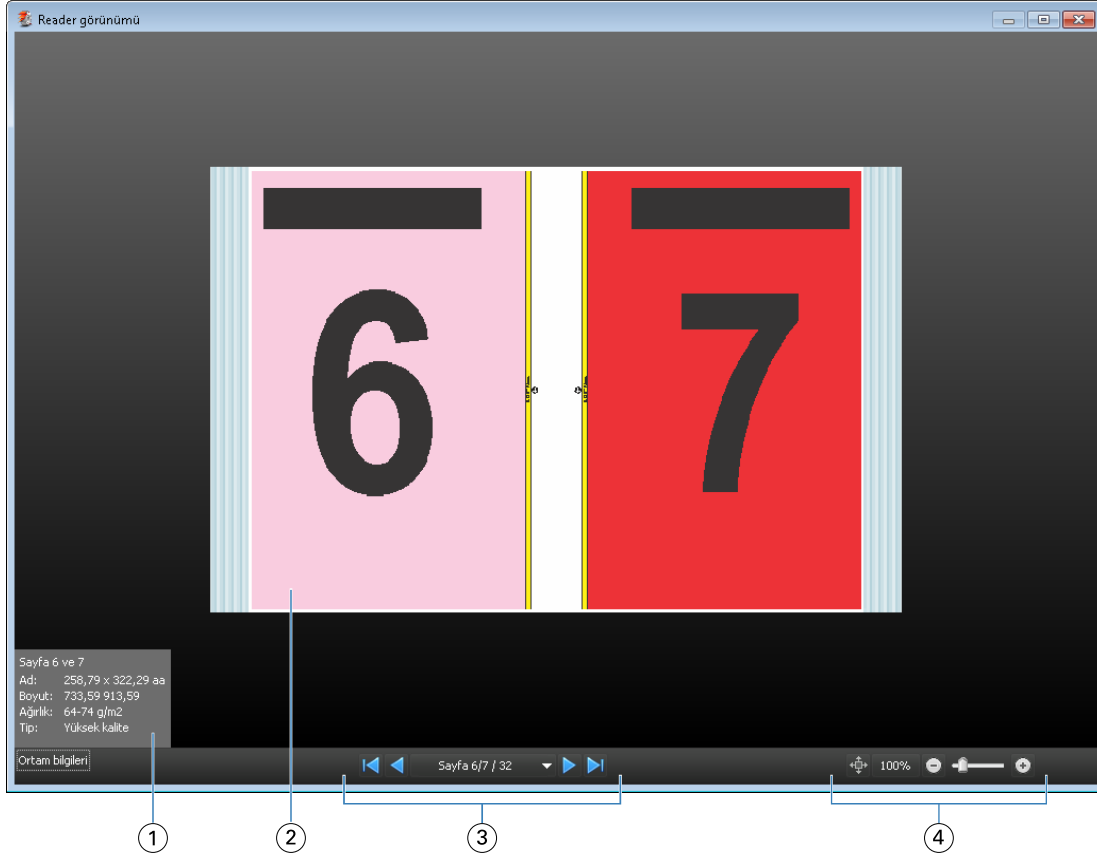 Reader görünümü
6
7
Sayfa 6 ve 7
Ad: 258,79 x 322,29 aa
Boyut: 733,59 913,59
Ağırlık: 64-74 g/m2
Tip: Yüksek kalite
Ortam bilgileri
Sayfa 6/7 / 32
100%
1
2
3
4